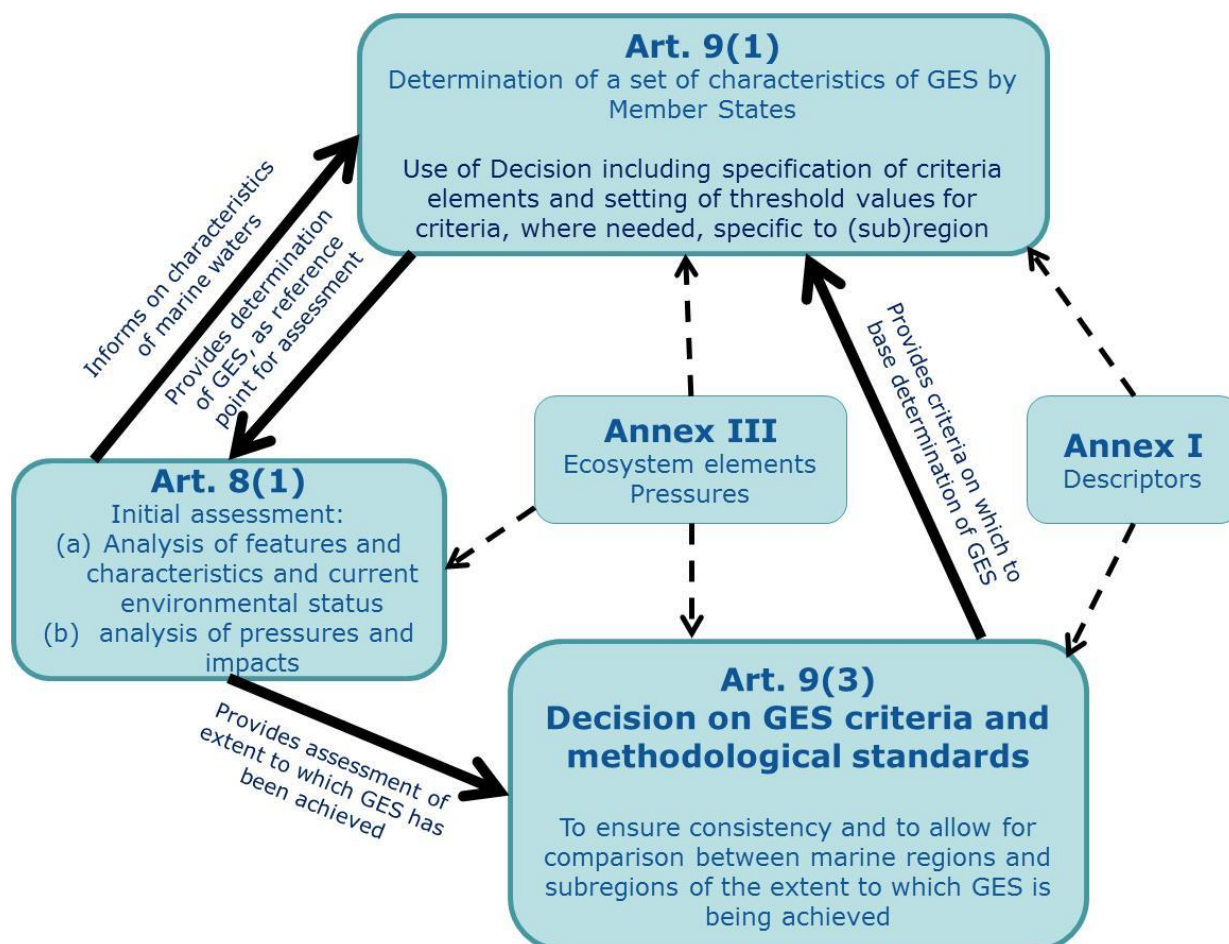 Art. 9(1)
Determination of a set of characteristics of GES by
Member States
Use of Decision including specification of criteria
elements and setting of threshold values for
criteria, where needed, specific to (sub)region
Informs on characteristics
of marine waters
Provides determination
of GES, as reference
point for assessment
Provides criteria on which to
base determination of GES
Annex III
Ecosystem elements
Pressures
Annex I
Descriptors
Art. 8(1)
Initial assessment:
(a) Analysis of features and
characteristics and current
environmental status
(b) analysis of pressures and
impacts
Provides assessment of
extent to which GES has
been achieved
Art. 9(3)
Decision on GES criteria and
methodological standards
To ensure consistency and to allow for
comparison between marine regions and
subregions of the extent to which GES is
being achieved